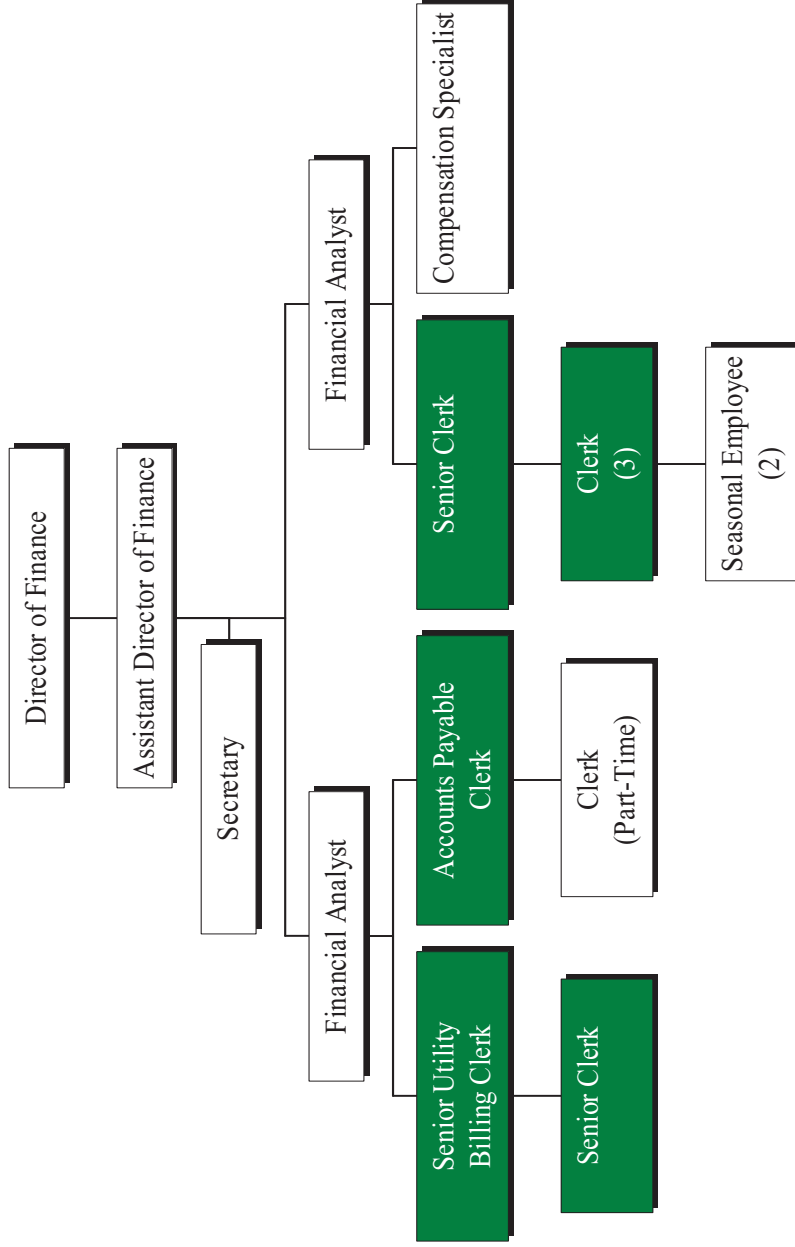 Director of Finance
Assistant Director of Finance
Secretary
Financial Analyst
Financial Analyst
Senior Utility
Billing Clerk
Accounts Payable
Clerk
Senior Clerk
Compensation Specialist
Senior Clerk
Clerk
(Part-Time)
Clerk
(3)
Seasonal Employee
(2)